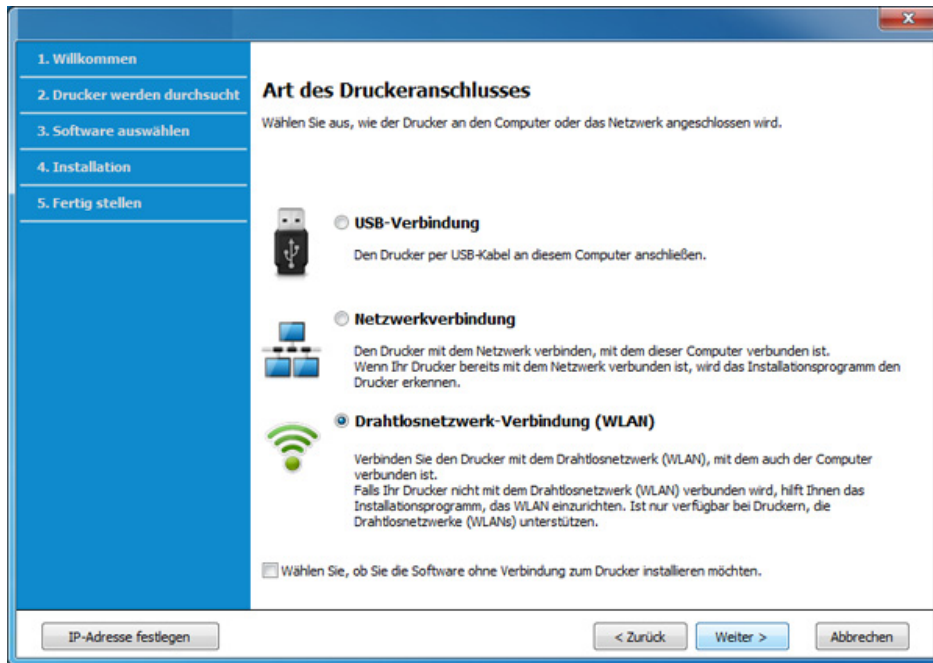 1. Willkommen
2. Drucker werden durchsucht
3. Software auswählen
4. Installation
5. Fertig stellen
Art des Druckeranschlusses
Wählen Sie aus, wie der Drucker an den Computer oder das Netzwerk angeschlossen wird.
USB-Verbindung
Den Drucker per USB-Kabel an diesem Computer anschließen.
Netzwerkverbindung
Den Drucker mit dem Netzwerk verbinden, mit dem dieser Computer verbunden ist.
Wenn Ihr Drucker bereits mit dem Netzwerk verbunden ist, wird das Installationsprogramm den
Drucker erkennen.
Drahtlosnetzwerk-Verbindung (WLAN)
Verbinden Sie den Drucker mit dem Drahtlosnetzwerk (WLAN), mit dem auch der Computer
verbunden ist.
Falls Ihr Drucker nicht mit dem Drahtlosnetzwerk (WLAN) verbunden wird, hilft Ihnen das
Installationsprogramm, das WLAN einzurichten. Ist nur verfügbar bei Druckern, die
Drahtlosnetzwerke (WLANs) unterstützen.
Wählen Sie, ob Sie die Software ohne Verbindung zum Drucker installieren möchten.
IP-Adresse festlegen
< Zurück
Weiter >
Abbrechen